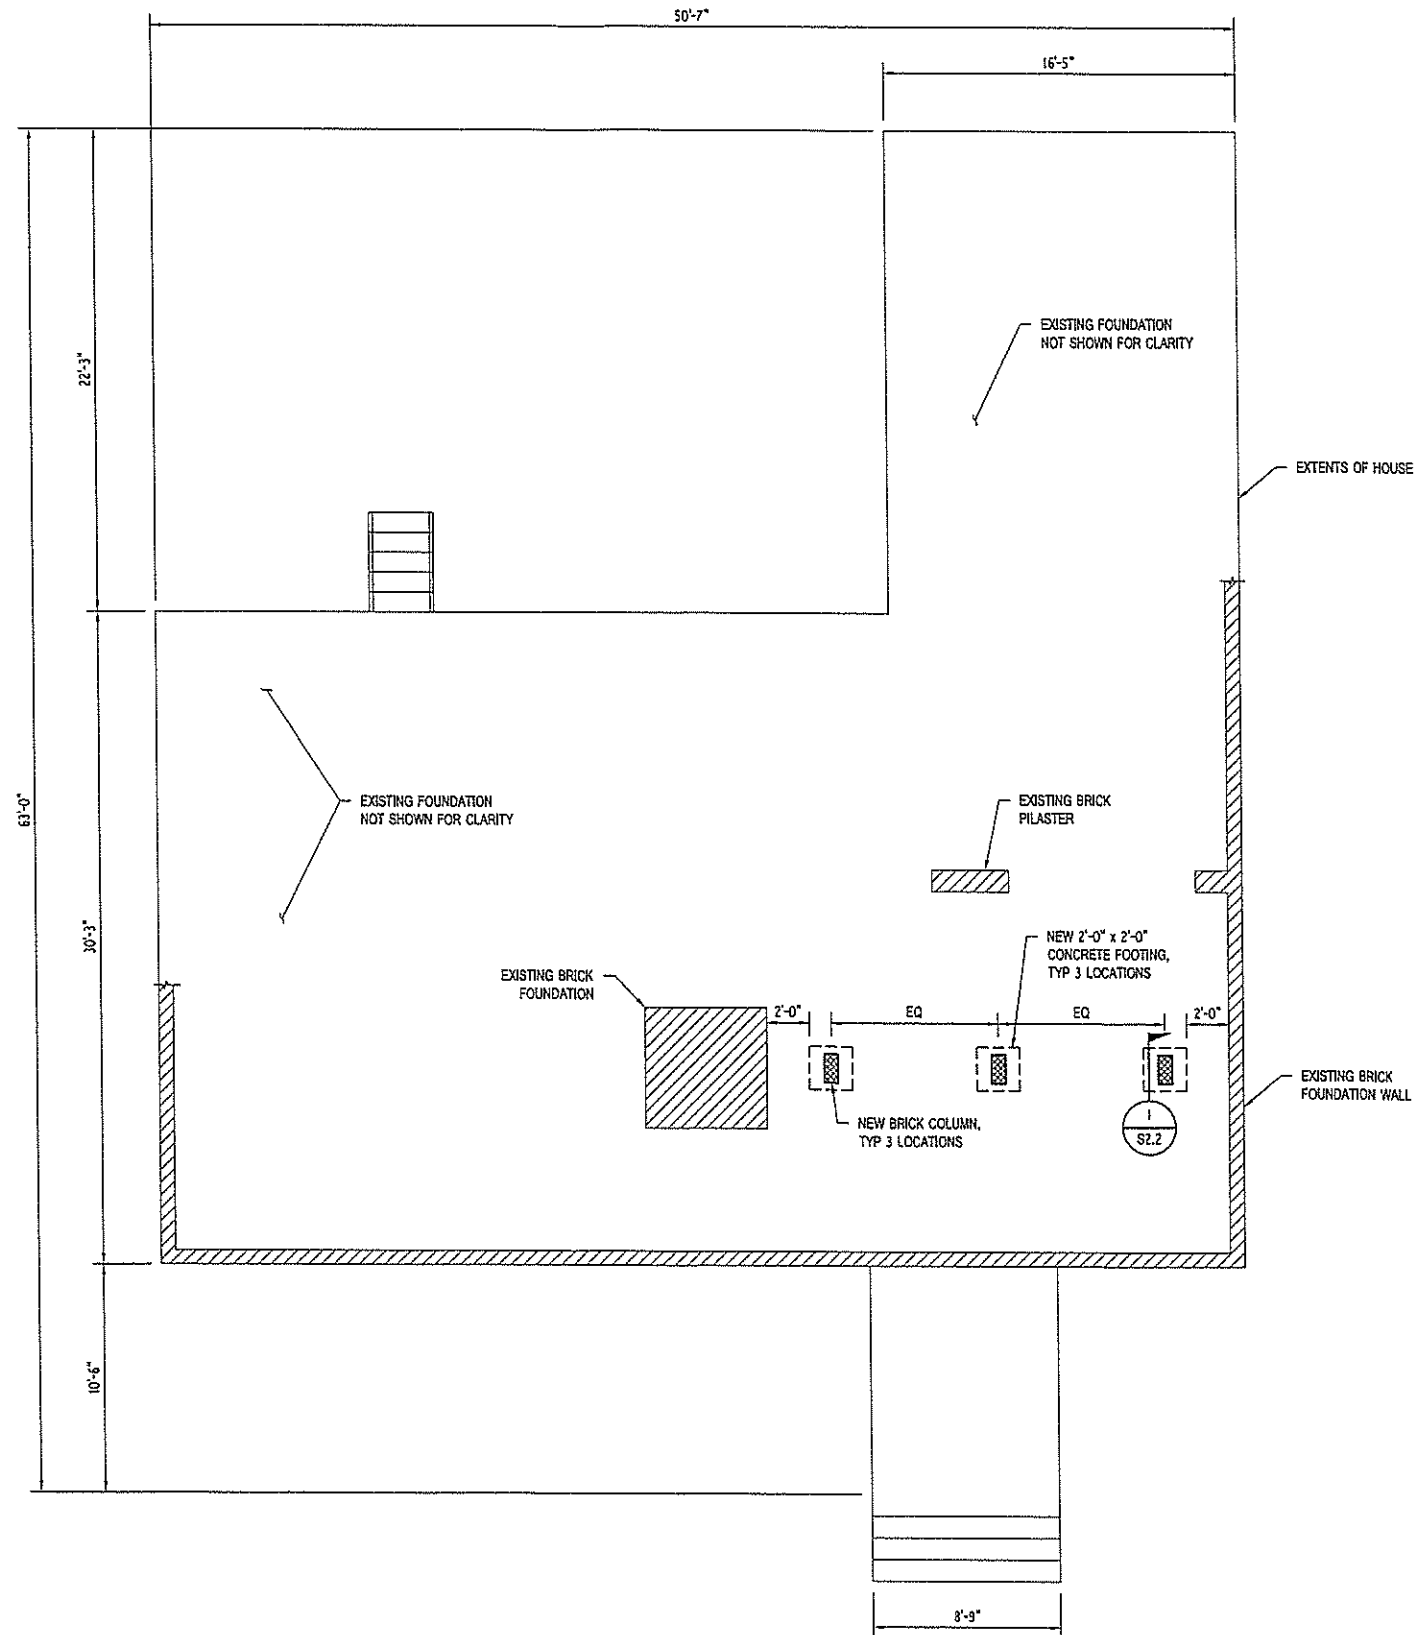 50'-7"
16'-5"
22'-3"
EXISTING FOUNDATION
NOT SHOWN FOR CLARITY
EXTENTS OF HOUSE
63'-0"
30'-3"
EXISTING FOUNDATION
NOT SHOWN FOR CLARITY
EXISTING BRICK
PILASTER
NEW 2'-0" x 2'-0"
CONCRETE FOOTING,
TYP 3 LOCATIONS
EXISTING BRICK
FOUNDATION
2'-0"
EQ
EQ
2'-0"
EXISTING BRICK
FOUNDATION WALL
NEW BRICK COLUMN,
TYP 3 LOCATIONS
1
S2.2
10'-6"
8'-9"